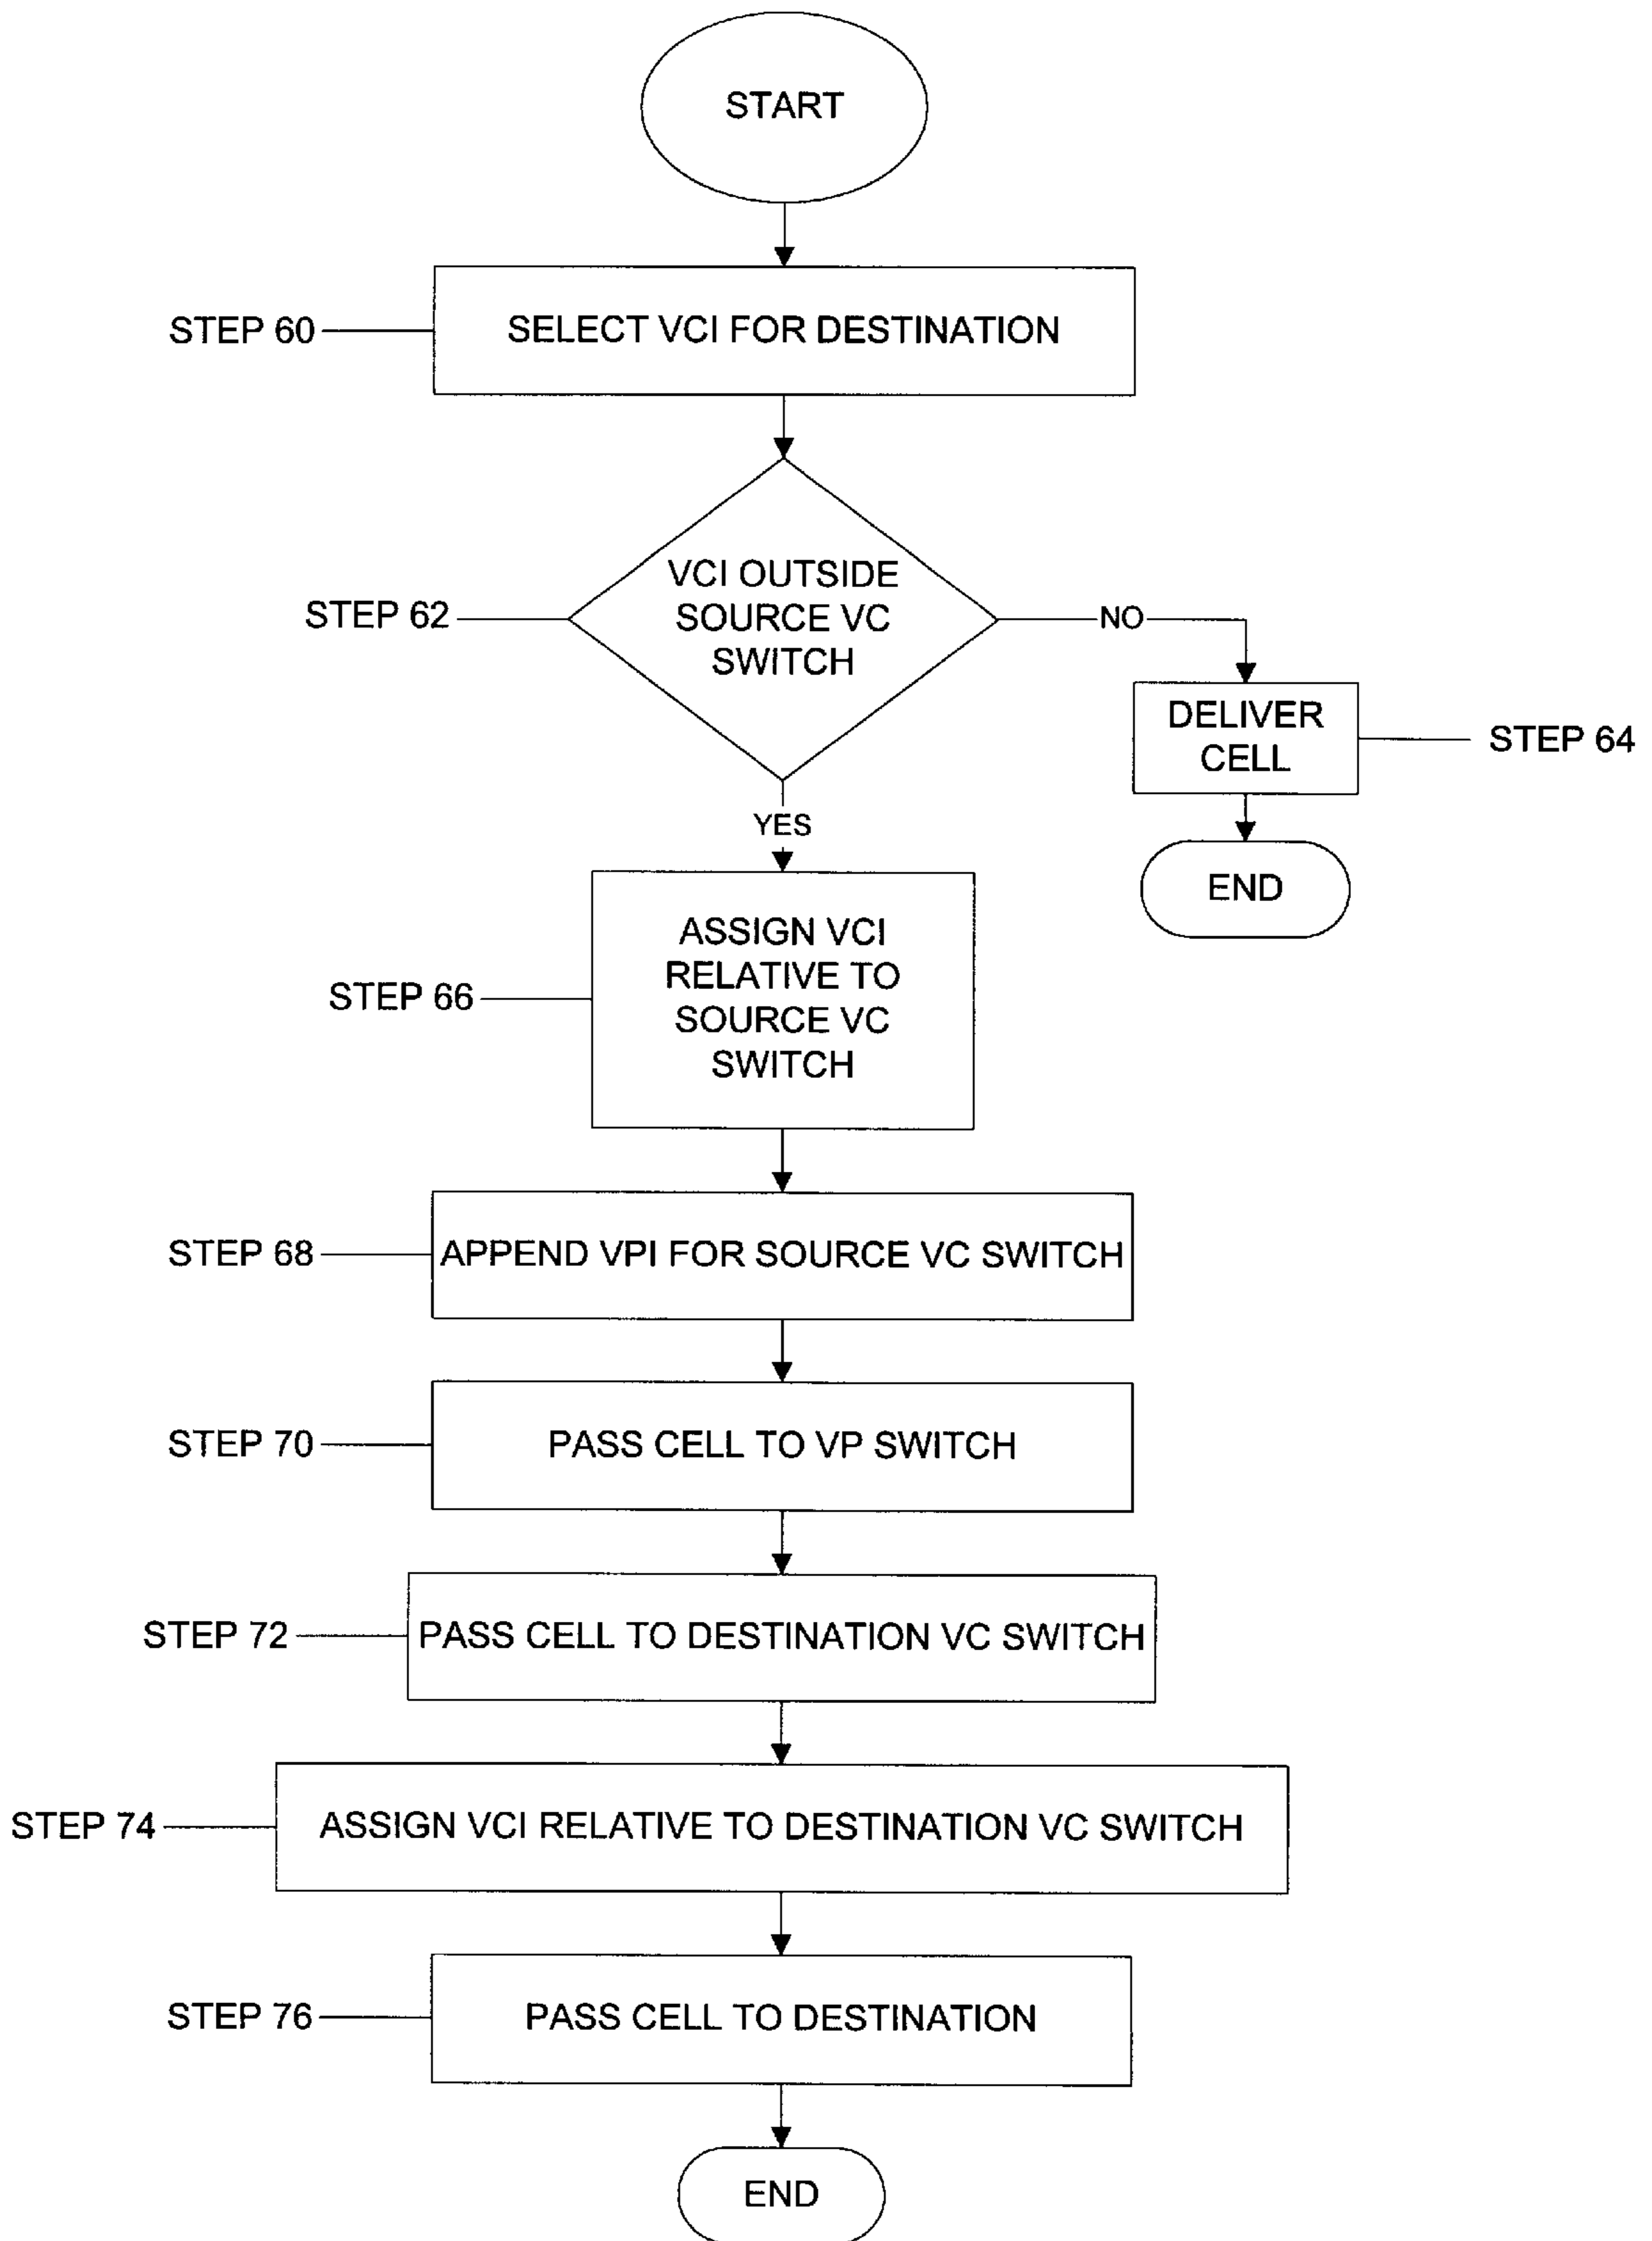 START
STEP 60
SELECT VCI FOR DESTINATION
STEP 62
VCI OUTSIDE
SOURCE VC
SWITCH
NO
DELIVER
CELL
STEP 64
END
YES
STEP 66
ASSIGN VCI
RELATIVE TO
SOURCE VC
SWITCH
STEP 68
APPEND VPI FOR SOURCE VC SWITCH
STEP 70
PASS CELL TO VP SWITCH
STEP 72
PASS CELL TO DESTINATION VC SWITCH
STEP 74
ASSIGN VCI RELATIVE TO DESTINATION VC SWITCH
STEP 76
PASS CELL TO DESTINATION
END